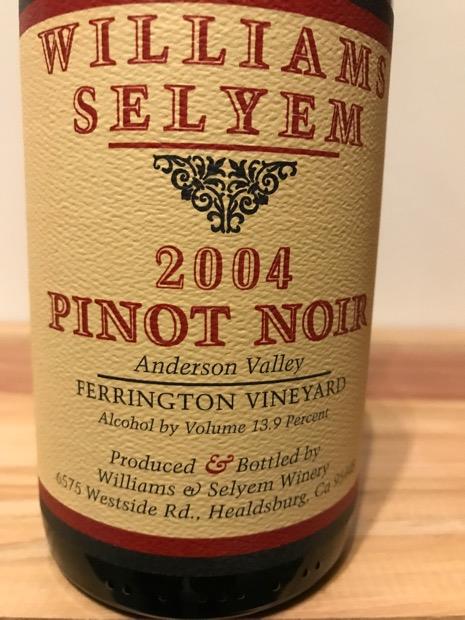 WILLIAMS
SELYEM
2004
PINOT NOIR
Anderson Valley
FERRINGTON VINEYARD
Alcohol by Volume 13.9 Percent
Produced & Bottled by
Williams & Selyem Winery
6575 Westside Rd., Healdsburg, Ca